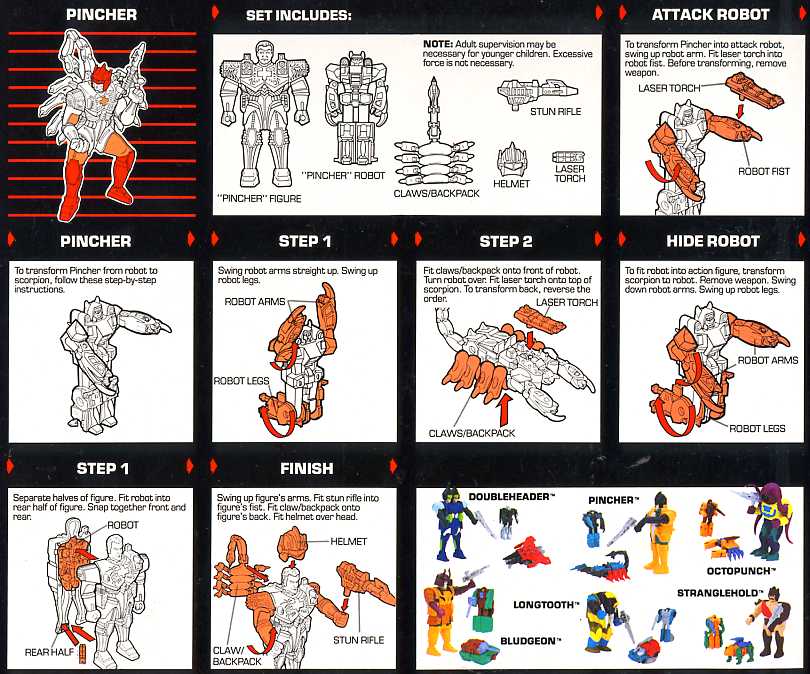 PINCHER
SET INCLUDES:
NOTE: Adult supervision may be
necessary for younger children. Excessive
force is not necessary.
STUN RIFLE
"PINCHER" FIGURE
"PINCHER" ROBOT
CLAWS/BACKPACK
HELMET
LASER
TORCH
ATTACK ROBOT
To transform Pincher into attack robot,
swing up robot arm. Fit laser torch into
robot fist. Before transforming, remove
weapon.
LASER TORCH
ROBOT FIST
PINCHER
To transform Pincher from robot to
scorpion, follow these step-by-step
instructions.
STEP 1
Swing robot arms straight up. Swing up
robot legs.
ROBOT ARMS
ROBOT LEGS
STEP 2
Fit claws/backpack onto front of robot.
Turn robot over. Fit laser torch onto top of
scorpion. To transform back, reverse the
order.
LASER TORCH
CLAWS/BACKPACK
HIDE ROBOT
To fit robot into action figure, transform
scorpion to robot. Remove weapon. Swing
down robot arms. Swing up robot legs.
ROBOT ARMS
ROBOT LEGS
STEP 1
Separate halves of figure. Fit robot into
rear half of figure. Snap together front and
rear.
ROBOT
REAR HALF
FINISH
Swing up figure's arms. Fit stun rifle into
figure's fist. Fit claw/backpack onto
figure's back. Fit helmet over head.
HELMET
CLAW/
BACKPACK
STUN RIFLE
DOUBLEHEADER™
PINCHER™
OCTOPUNCH™
LONGTOOTH™
STRANGLEHOLD™
BLUDGEON™